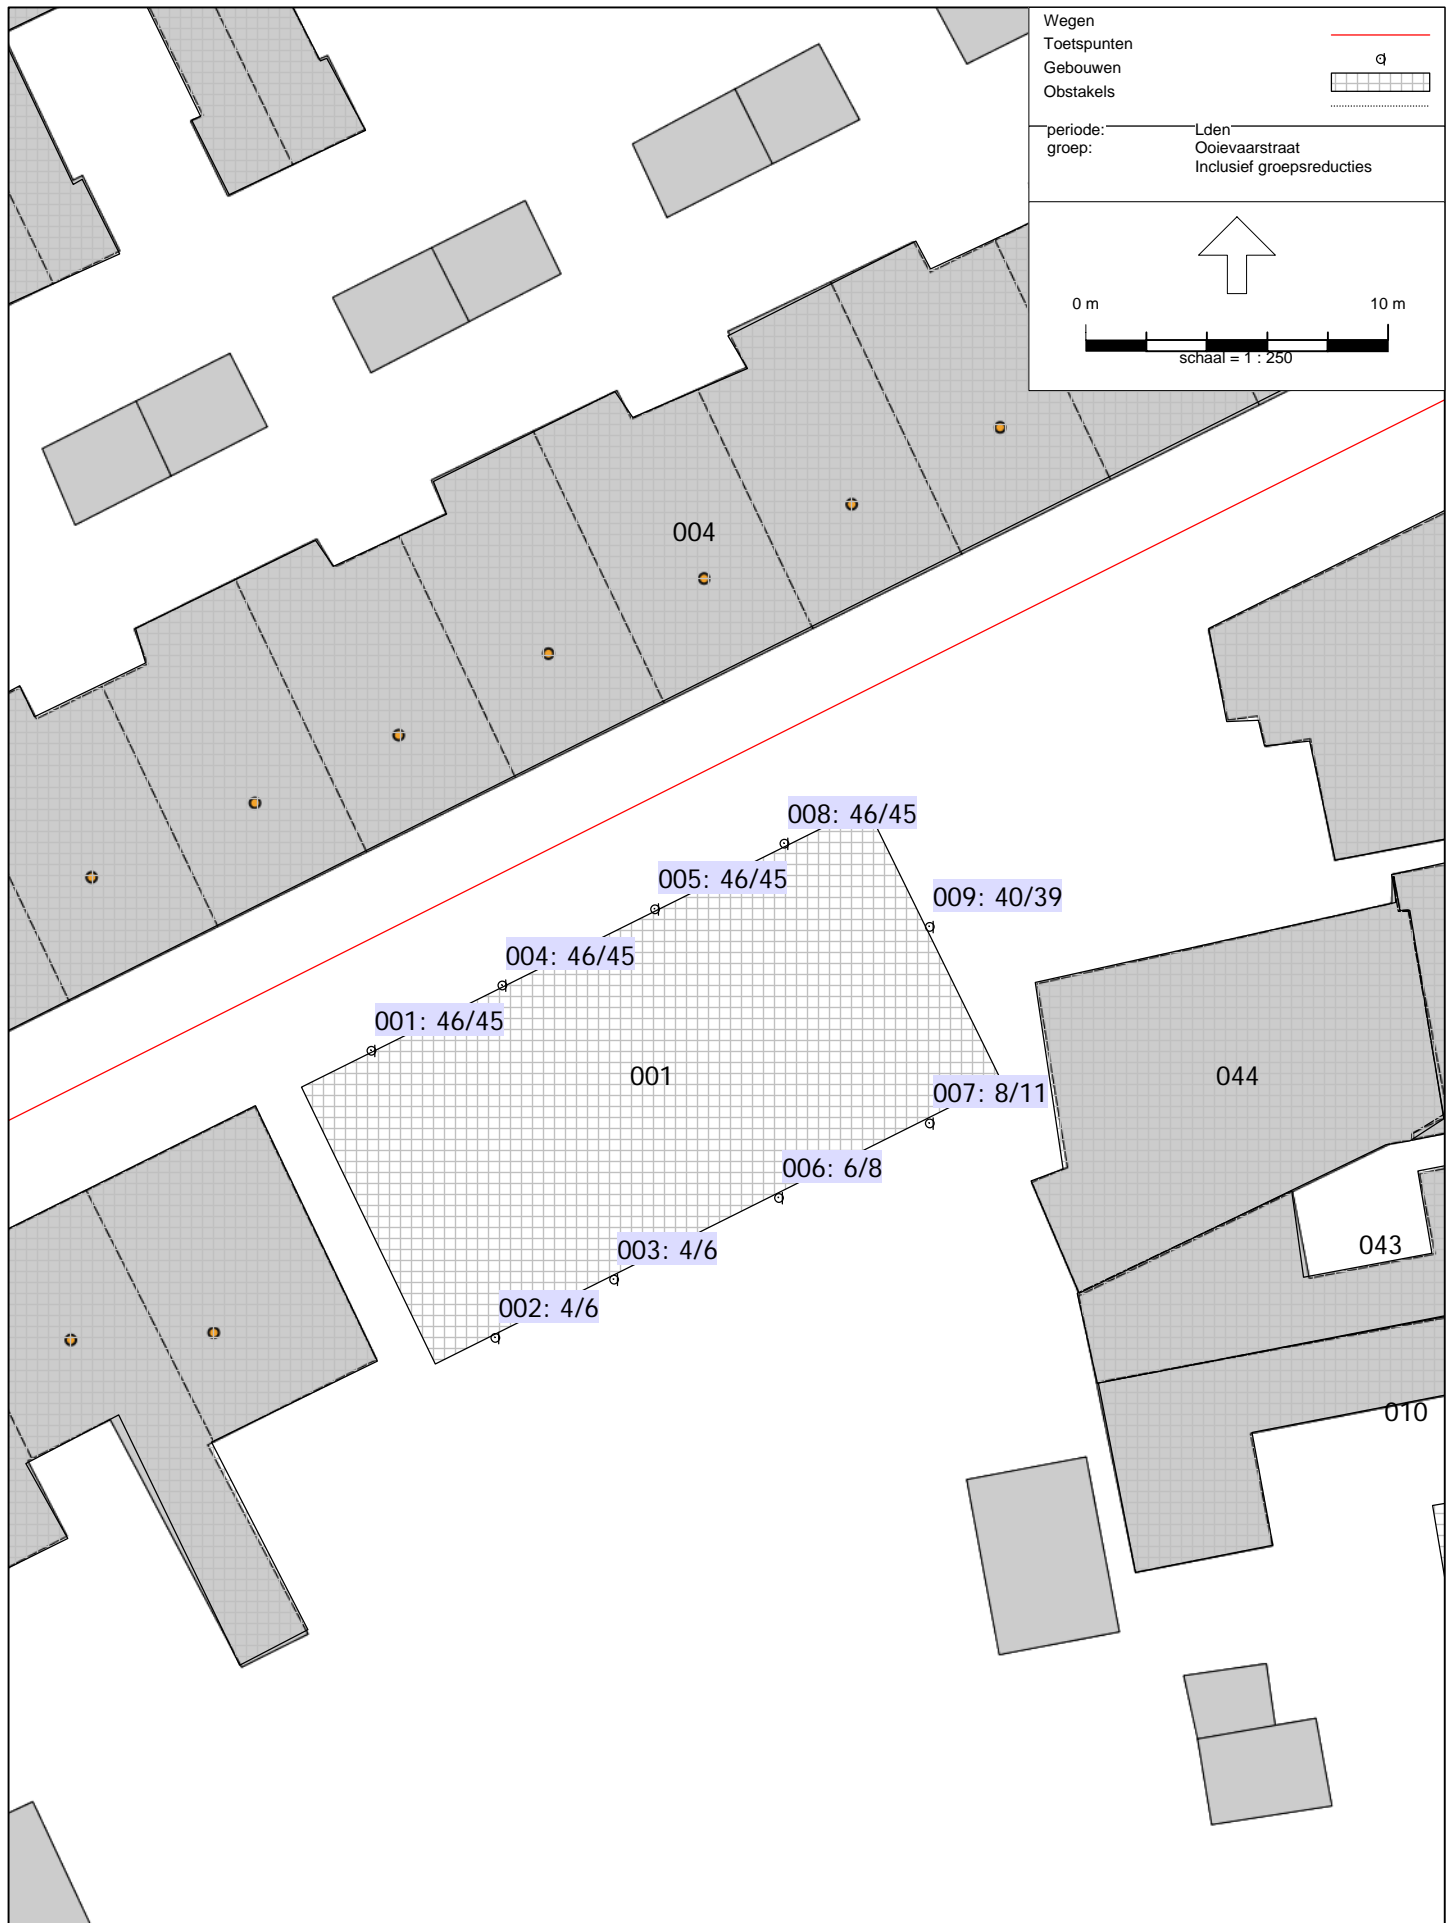 Wegen
Toetspunten
Gebouwen
Obstakels
periode: Lden
groep: Ooievaarstraat
Inclusief groepsreducties
0 m 10 m
schaal = 1 : 250
004
008: 46/45
005: 46/45
009: 40/39
004: 46/45
001: 46/45
001
044
007: 8/11
006: 6/8
003: 4/6
043
002: 4/6
010